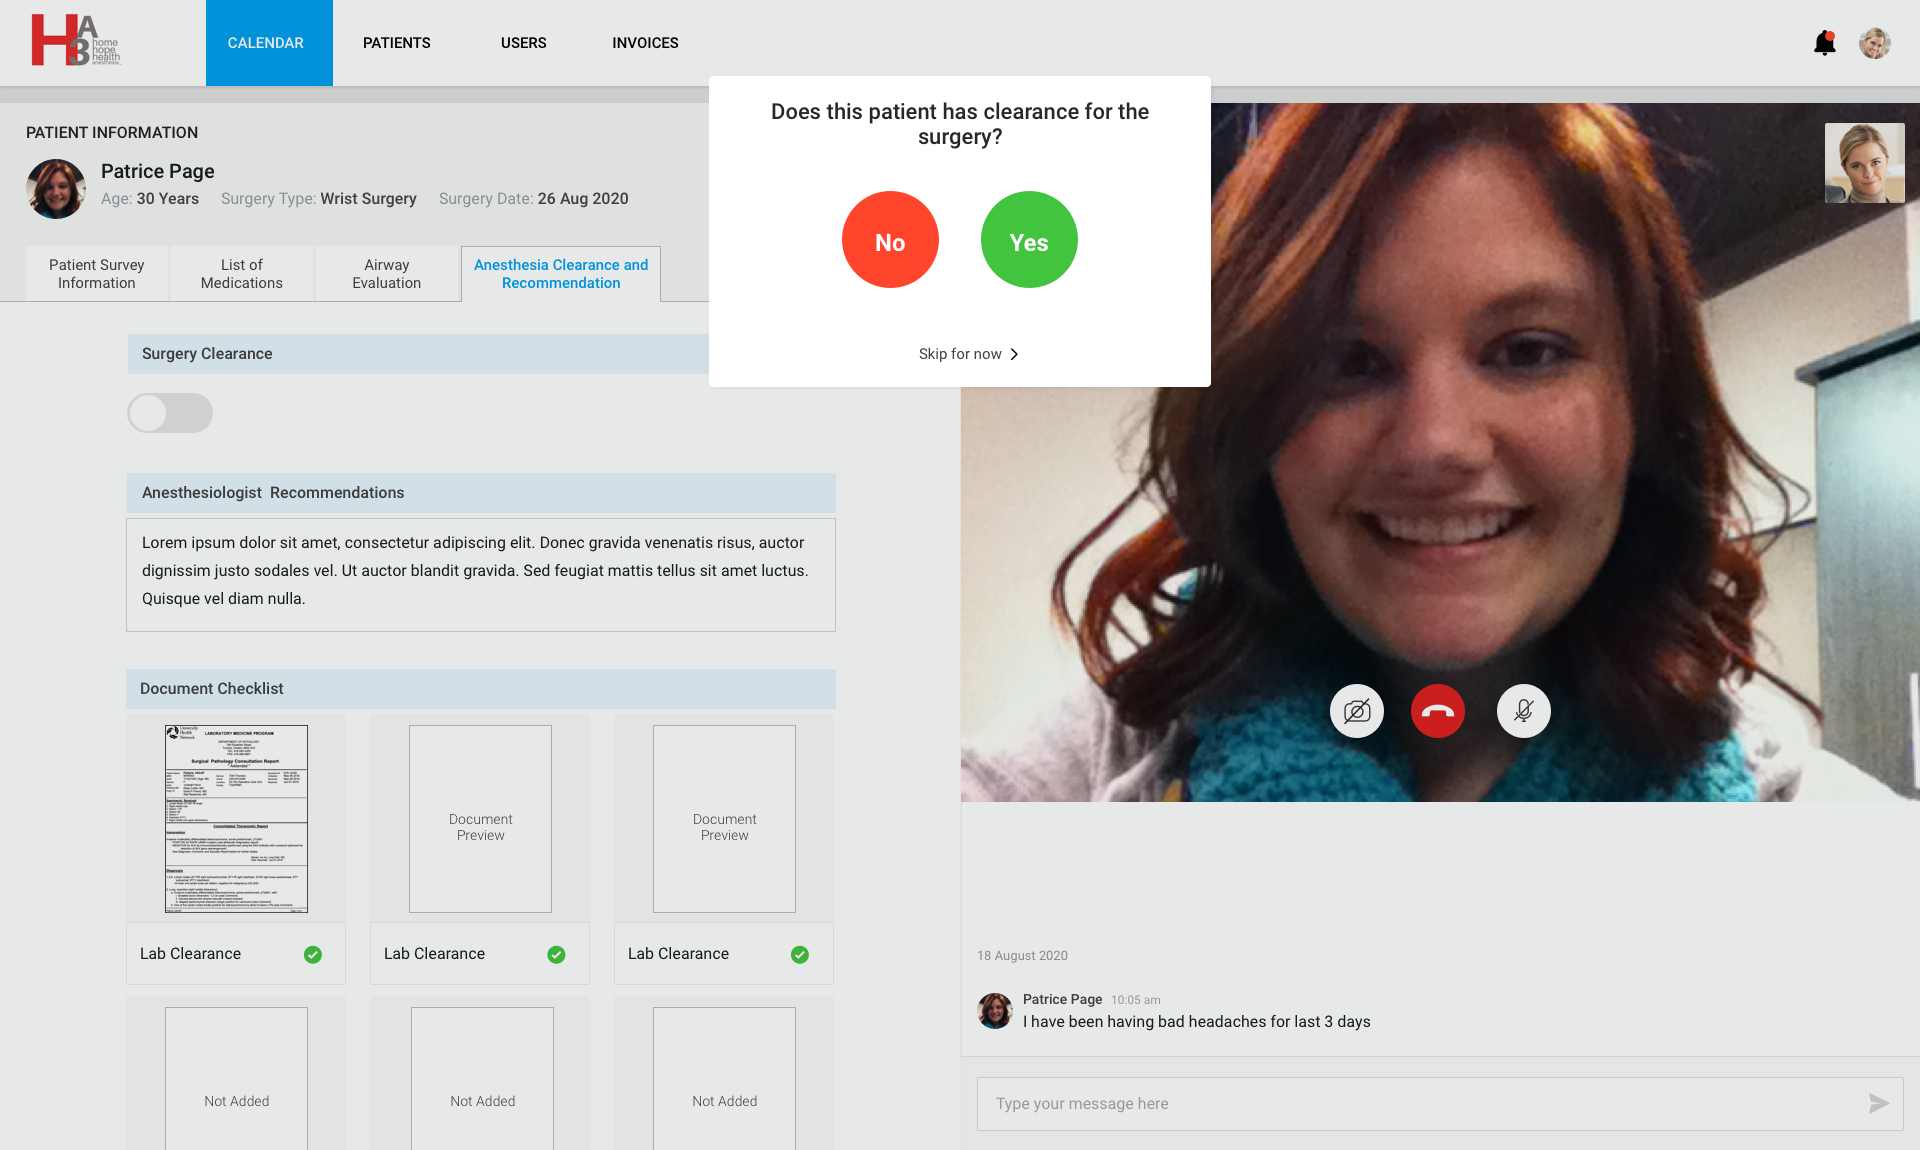 HA3
home
hope
health
anesthesia
CALENDAR
PATIENTS
USERS
INVOICES
Does this patient has clearance for the
surgery?
No
Yes
Skip for now
PATIENT INFORMATION
Patrice Page
Age: 30 Years Surgery Type: Wrist Surgery Surgery Date: 26 Aug 2020
Patient Survey
Information
List of
Medications
Airway
Evaluation
Anesthesia Clearance and
Recommendation
Surgery Clearance
Anesthesiologist Recommendations
Lorem ipsum dolor sit amet, consectetur adipiscing elit. Donec gravida venenatis risus, auctor
dignissim justo sodales vel. Ut auctor blandit gravida. Sed feugiat mattis tellus sit amet luctus.
Quisque vel diam nulla.
Document Checklist
University
Health
Network
LABORATORY MEDICINE PROGRAM
Surgical Pathology Consultation Report
Document
Preview
Document
Preview
Lab Clearance
Lab Clearance
Lab Clearance
Not Added
Not Added
Not Added
18 August 2020
Patrice Page 10:05 am
I have been having bad headaches for last 3 days
Type your message here